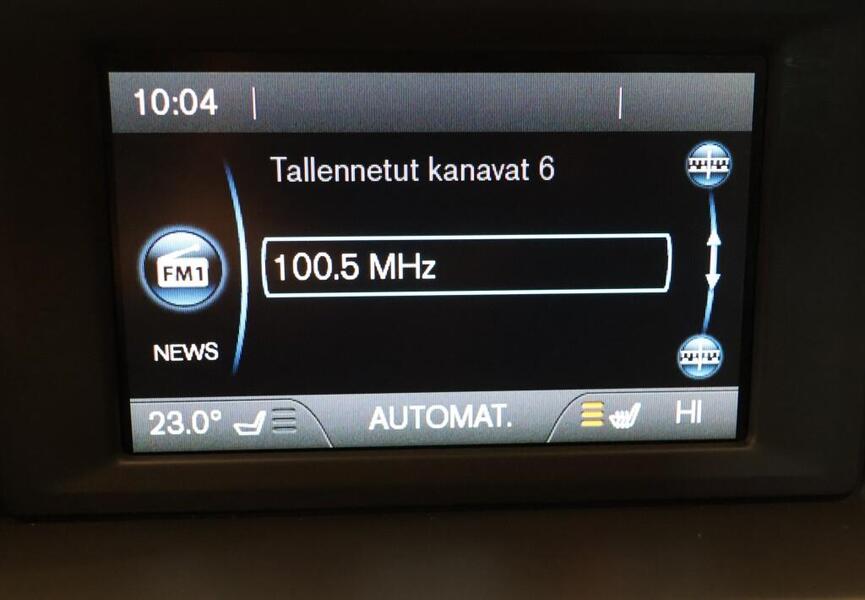 10:04
Tallennetut kanavat 6
FM1
100.5 MHz
NEWS
23.0° AUTOMAT. HI